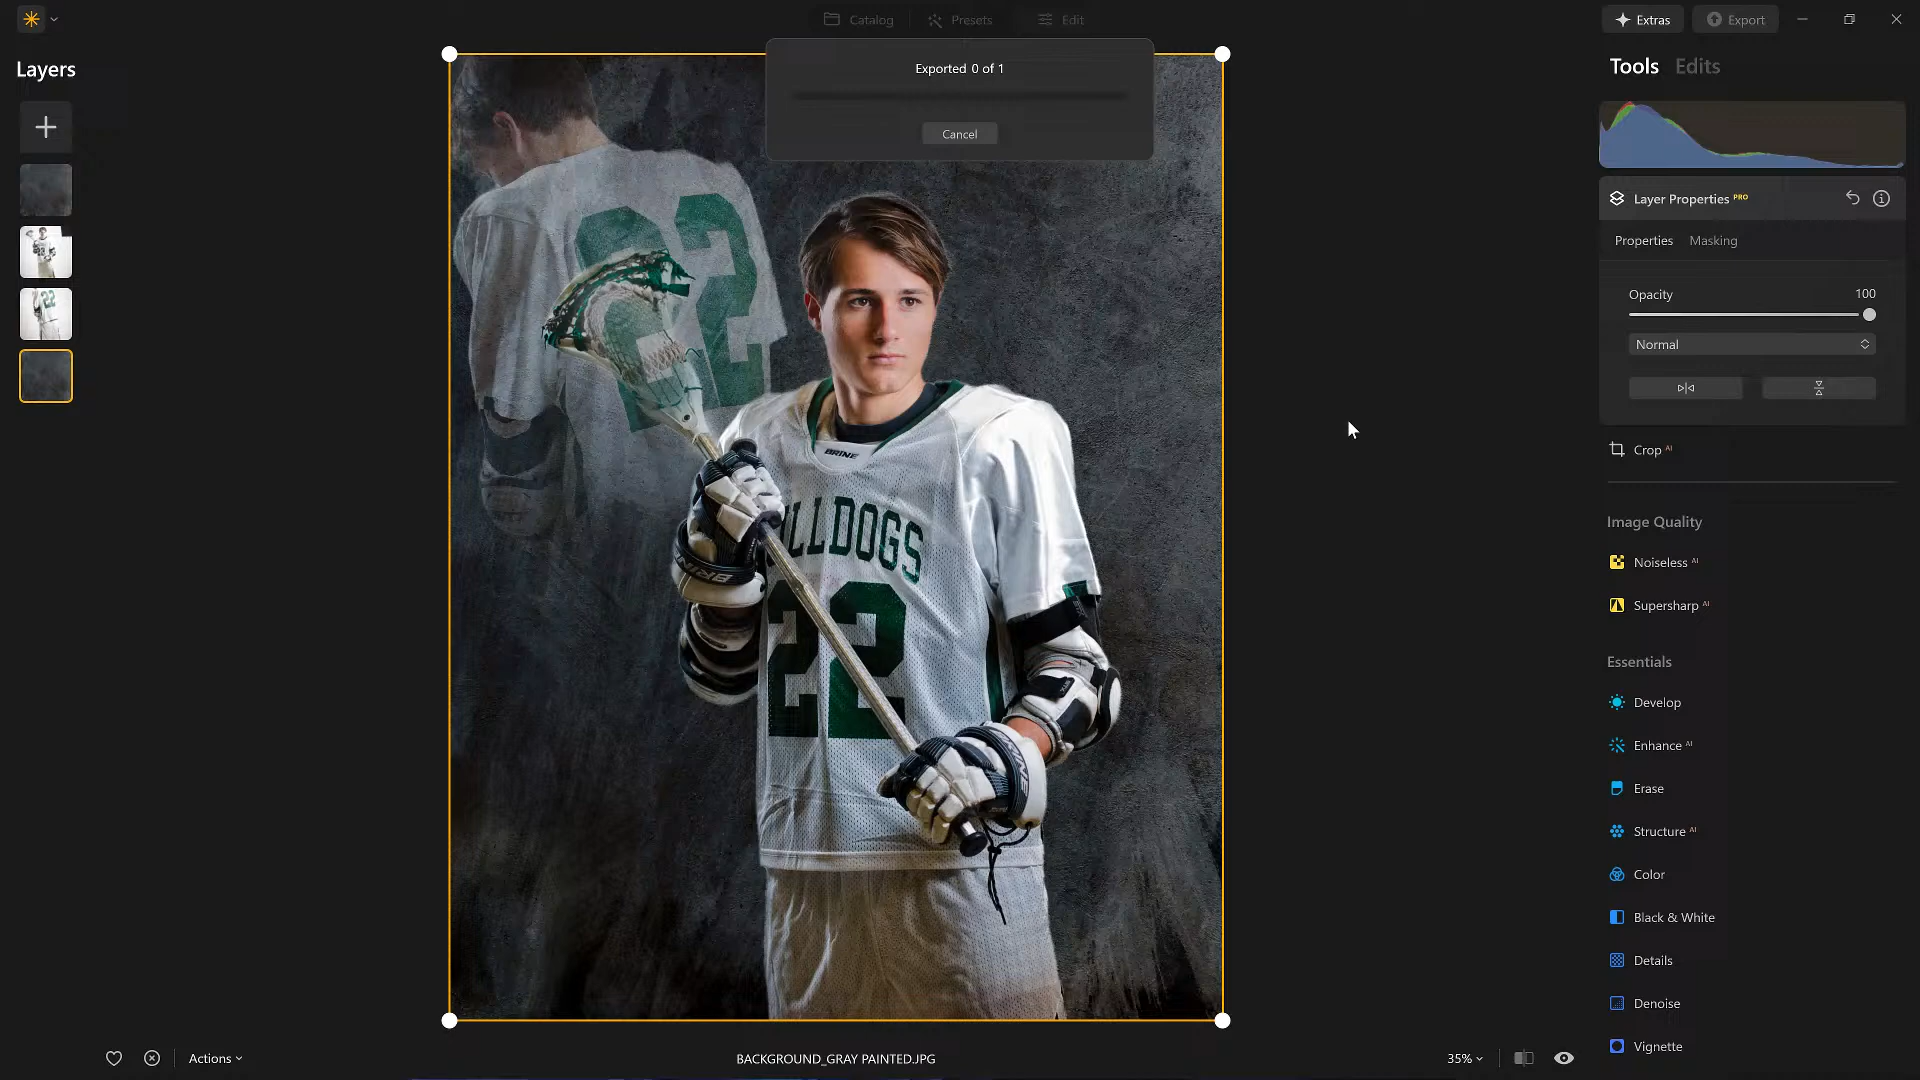 Catalog
Presets
Edit
Extras
Export
Layers
Exported 0 of 1
Cancel
Tools
Edits
Layer Properties PRO
Properties
Masking
Opacity
100
Normal
Crop AI
Image Quality
Noiseless AI
Supersharp AI
Essentials
Develop
Enhance AI
Erase
Structure AI
Color
Black & White
Details
Denoise
Vignette
22
BRINE
LLDOGS
22
BRINE
BRINE
Actions
BACKGROUND_GRAY PAINTED.JPG
35%